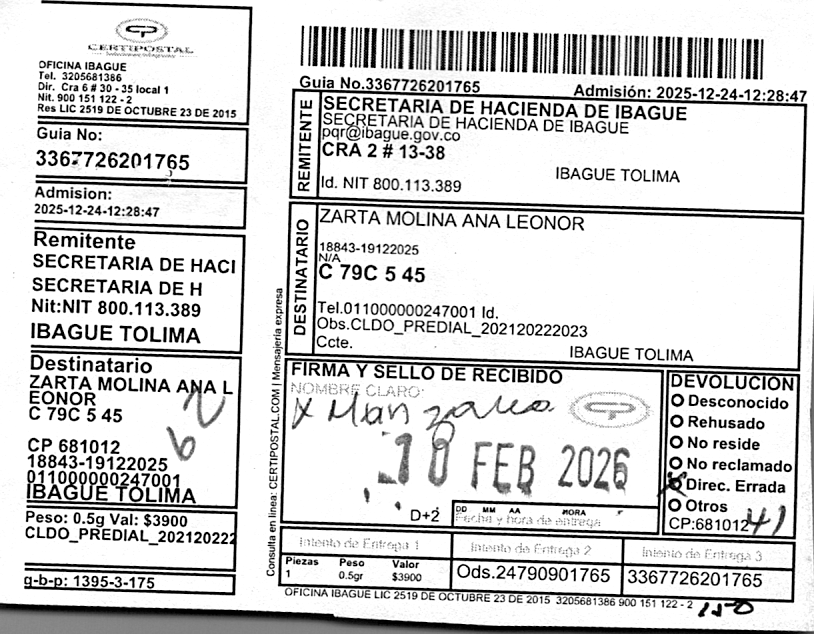 CERTIPOSTAL
OFICINA IBAGUE
Tel. 3205681386
Dir. Cra 6 # 30 - 35 local 1
Nit. 900 151 122 - 2
Res LIC 2519 DE OCTUBRE 23 DE 2015
Guia No:
3367726201765
Admision:
2025-12-24-12:28:47
Remitente
SECRETARIA DE HACI
SECRETARIA DE H
Nit:NIT 800.113.389
IBAGUE TOLIMA
Destinatario
ZARTA MOLINA ANA L
EONOR
C 79C 5 45
CP 681012
18843-19122025
011000000247001
IBAGUE TOLIMA
Peso: 0.5g Val: $3900
CLDO_PREDIAL_202120222
g-b-p: 1395-3-175
Consulta en linea: CERTIPOSTAL.COM | Mensajería expresa
Guia No.3367726201765
Admisión: 2025-12-24-12:28:47
REMITENTE
SECRETARIA DE HACIENDA DE IBAGUE
SECRETARIA DE HACIENDA DE IBAGUE
pqr@ibague.gov.co
CRA 2 # 13-38
IBAGUE TOLIMA
Id. NIT 800.113.389
DESTINATARIO
ZARTA MOLINA ANA LEONOR
18843-19122025
N/A
C 79C 5 45
Tel.011000000247001 Id.
Obs.CLDO_PREDIAL_202120222023
Ccte.
IBAGUE TOLIMA
FIRMA Y SELLO DE RECIBIDO
NOMBRE CLARO:
x Manzana
10 FEB 2026
D+2
DD MM AA HORA
Fecha y hora de entrega
DEVOLUCION
Desconocido
Rehusado
No reside
No reclamado
Direc. Errada
Otros
CP:681012
41
Intento de Entrega 1
Intento de Entrega 2
Intento de Entrega 3
Piezas Peso Valor
1 0.5gr $3900
Ods.24790901765
3367726201765
OFICINA IBAGUE LIC 2519 DE OCTUBRE 23 DE 2015 3205681386 900 151 122 - 2